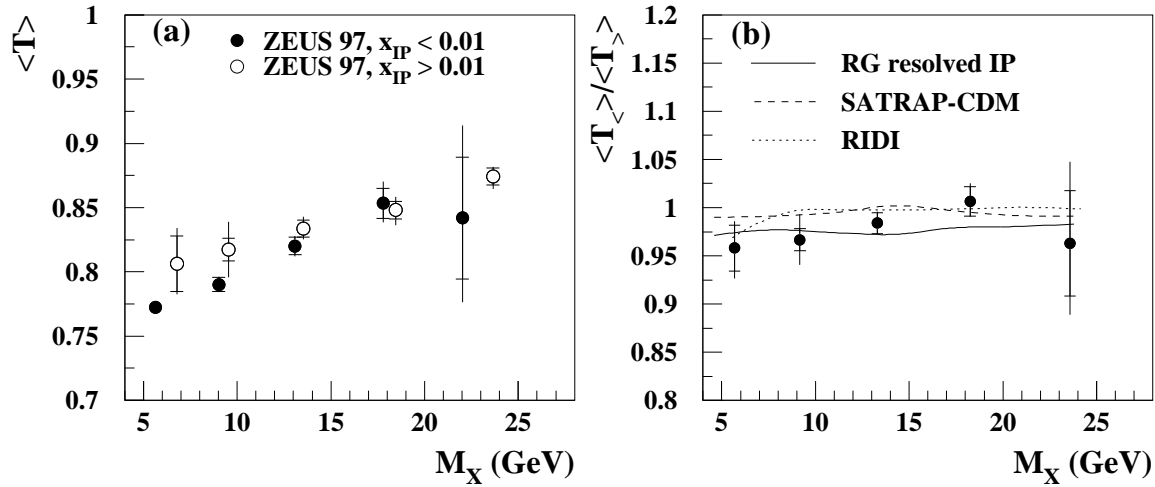 <T>
1
0.95
0.9
0.85
0.8
0.75
0.7
(a)
ZEUS 97, x_IP < 0.01
ZEUS 97, x_IP > 0.01
5 10 15 20 25
M_X (GeV)
<T_<>/<T_>>
1.2
1.15
1.1
1.05
1
0.95
0.9
0.85
0.8
(b)
RG resolved IP
SATRAP-CDM
RIDI
5 10 15 20 25
M_X (GeV)